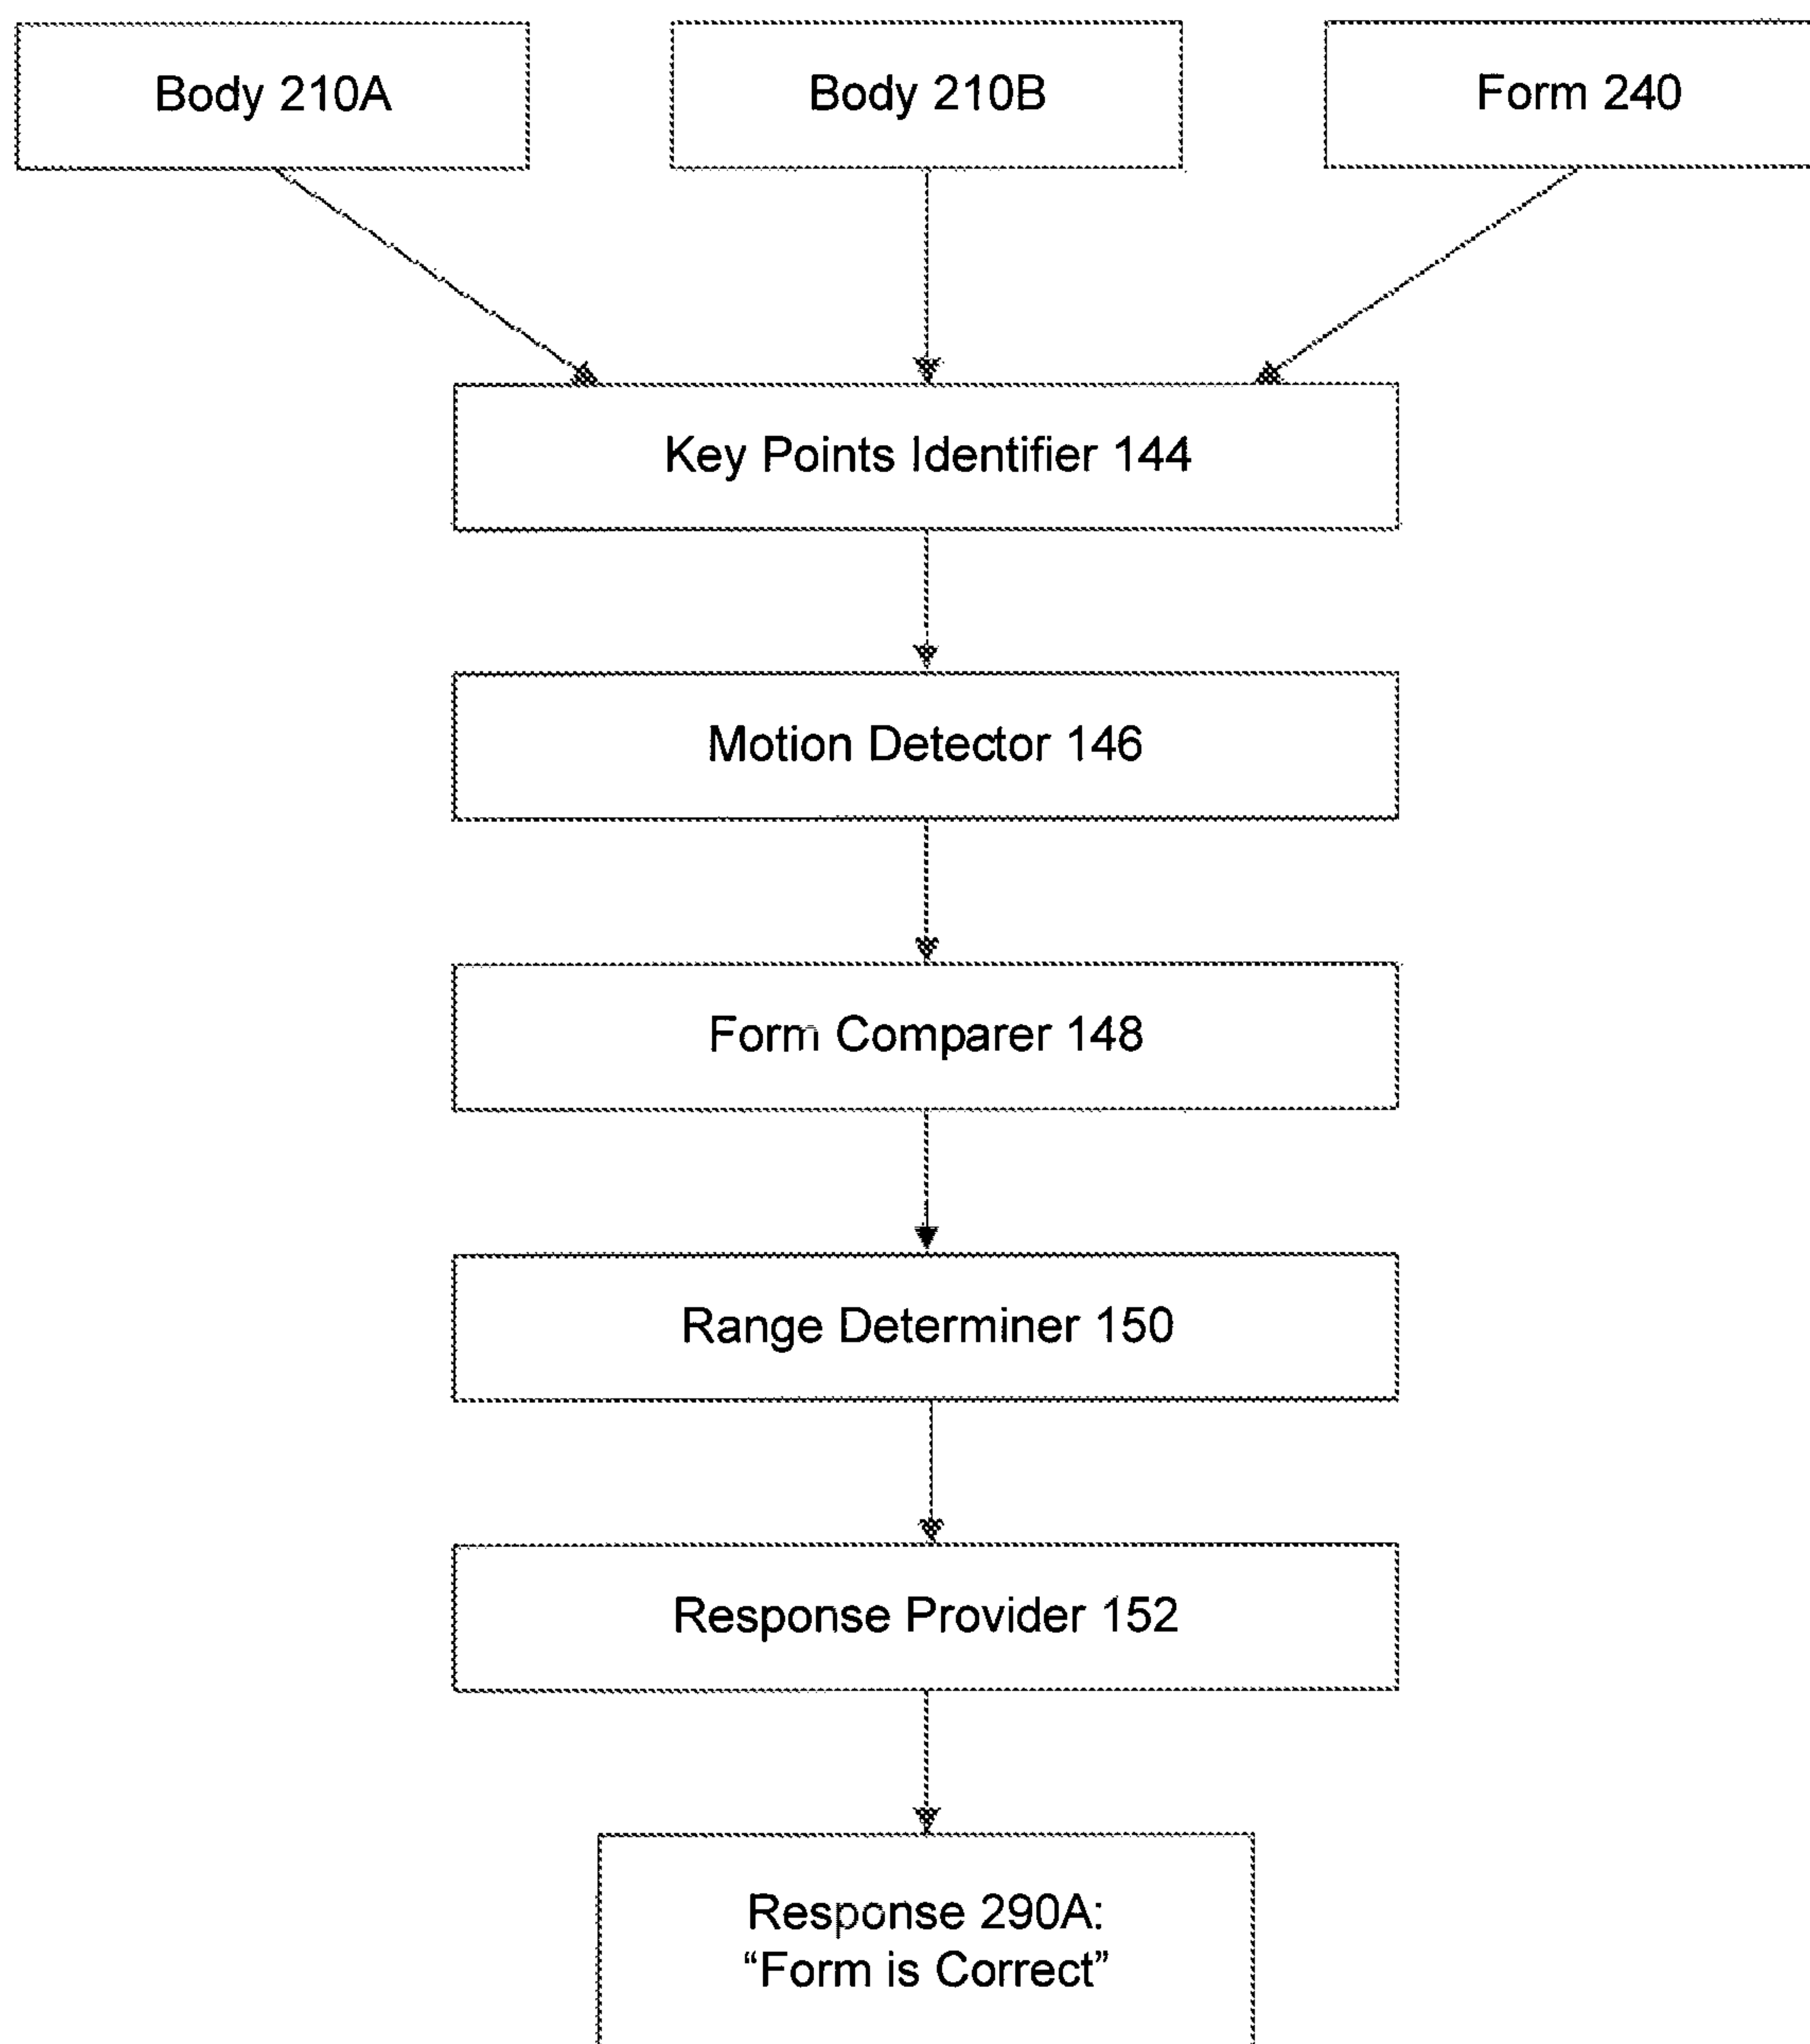 Body 210A
Body 210B
Form 240
Key Points Identifier 144
Motion Detector 146
Form Comparer 148
Range Determiner 150
Response Provider 152
Response 290A:
“Form is Correct”